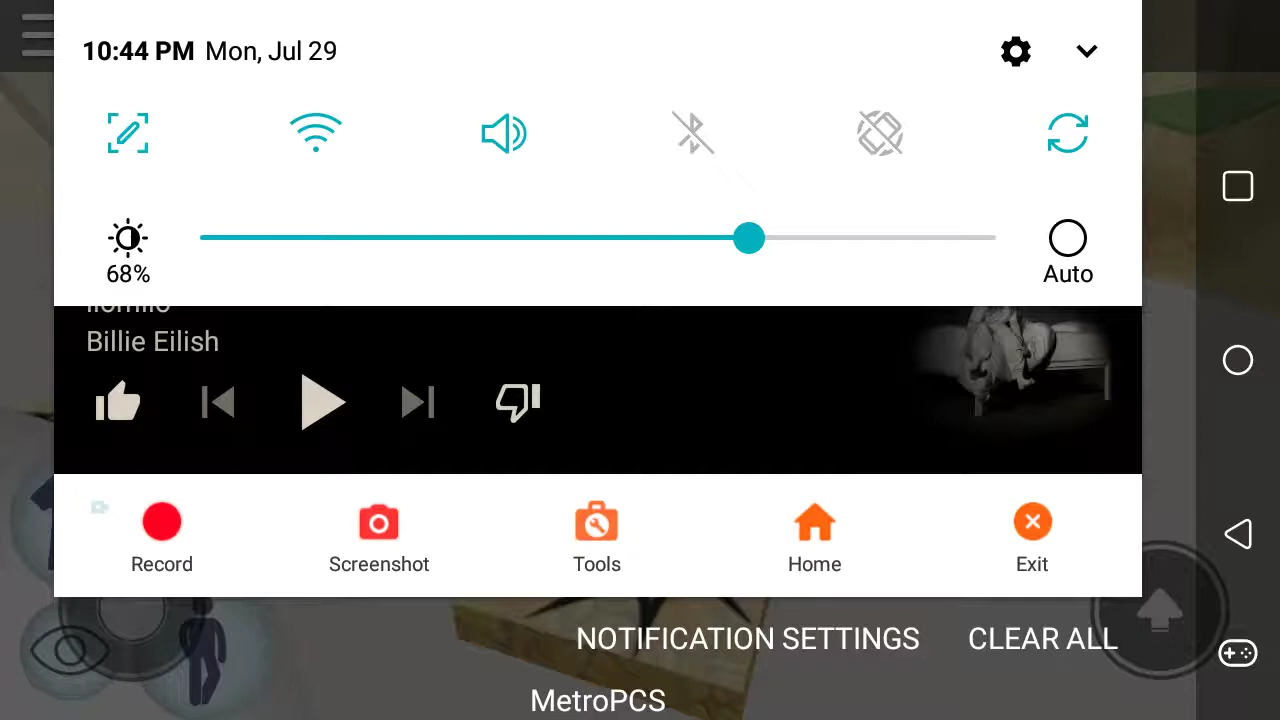 10:44 PM Mon, Jul 29
68%
Auto
ilomilo
Billie Eilish
Record
Screenshot
Tools
Home
Exit
NOTIFICATION SETTINGS
CLEAR ALL
MetroPCS